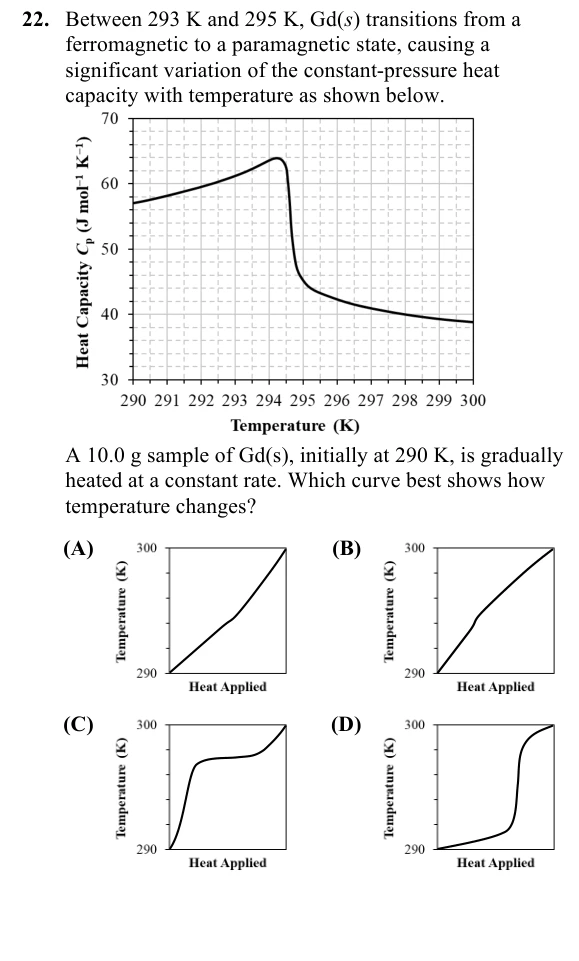 22. Between 293 K and 295 K, Gd(s) transitions from a
ferromagnetic to a paramagnetic state, causing a
significant variation of the constant-pressure heat
capacity with temperature as shown below.
70
60
50
40
30
Heat Capacity Cp (J mol⁻¹ K⁻¹)
290 291 292 293 294 295 296 297 298 299 300
Temperature (K)
A 10.0 g sample of Gd(s), initially at 290 K, is gradually
heated at a constant rate. Which curve best shows how
temperature changes?
(A)
300
Temperature (K)
290
Heat Applied
(B)
300
Temperature (K)
290
Heat Applied
(C)
300
Temperature (K)
290
Heat Applied
(D)
300
Temperature (K)
290
Heat Applied